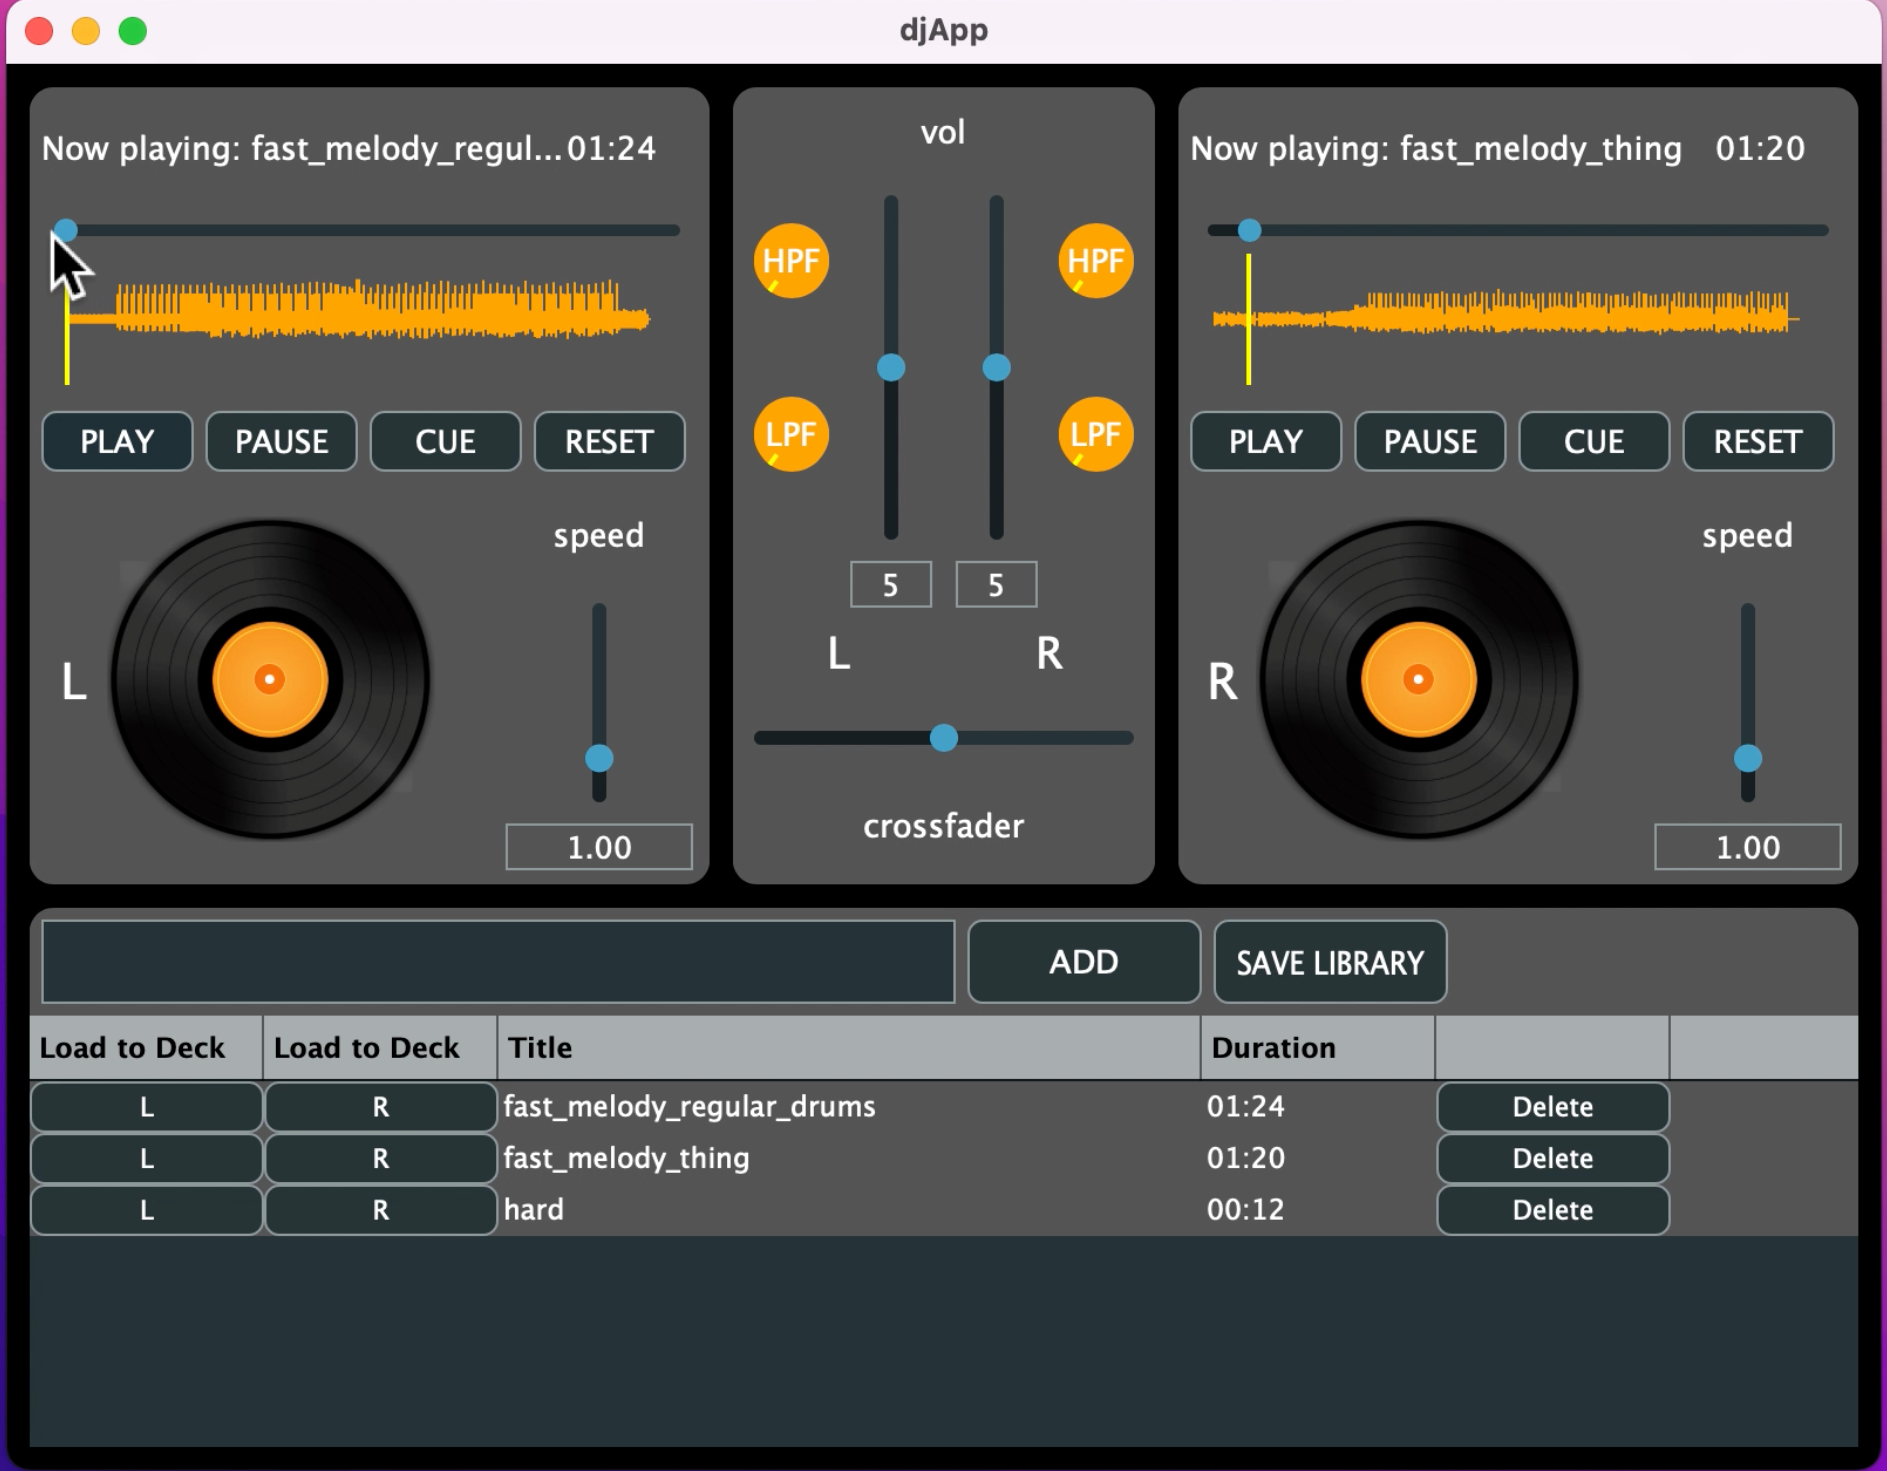 djApp
Now playing: fast_melody_regul... 01:24
vol
HPF
HPF
LPF
LPF
5
5
L
R
crossfader
Now playing: fast_melody_thing 01:20
PLAY
PAUSE
CUE
RESET
L
speed
1.00
PLAY
PAUSE
CUE
RESET
R
speed
1.00
ADD
SAVE LIBRARY
Load to Deck Load to Deck Title Duration
L R fast_melody_regular_drums 01:24 Delete
L R fast_melody_thing 01:20 Delete
L R hard 00:12 Delete